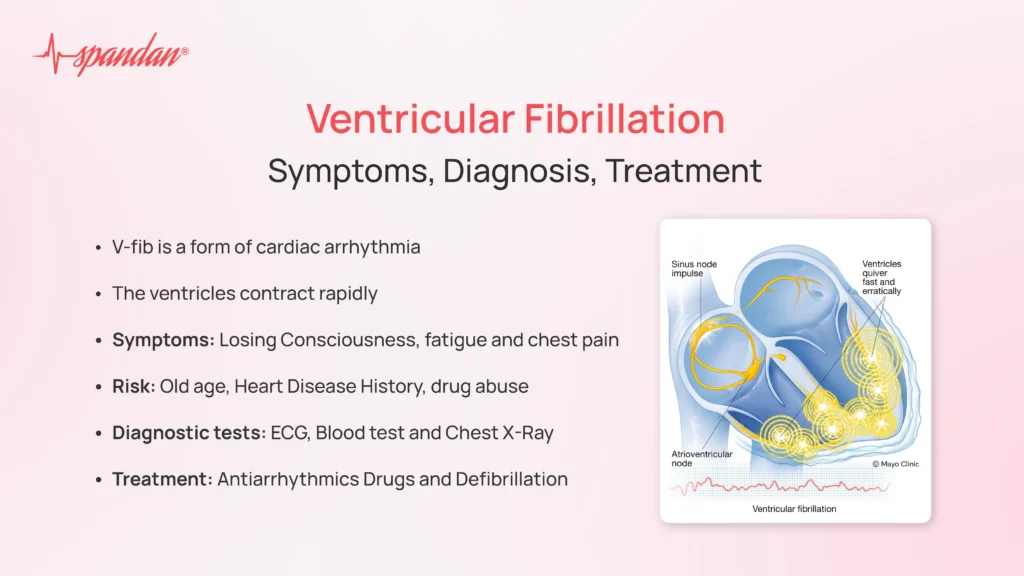 spandan®
Ventricular Fibrillation
Symptoms, Diagnosis, Treatment
• V-fib is a form of cardiac arrhythmia
• The ventricles contract rapidly
• Symptoms: Losing Consciousness, fatigue and chest pain
• Risk: Old age, Heart Disease History, drug abuse
• Diagnostic tests: ECG, Blood test and Chest X-Ray
• Treatment: Antiarrhythmics Drugs and Defibrillation
Sinus node
impulse
Ventricles
quiver
fast and
erratically
Atrioventricular
node
© Mayo Clinic
Ventricular fibrillation